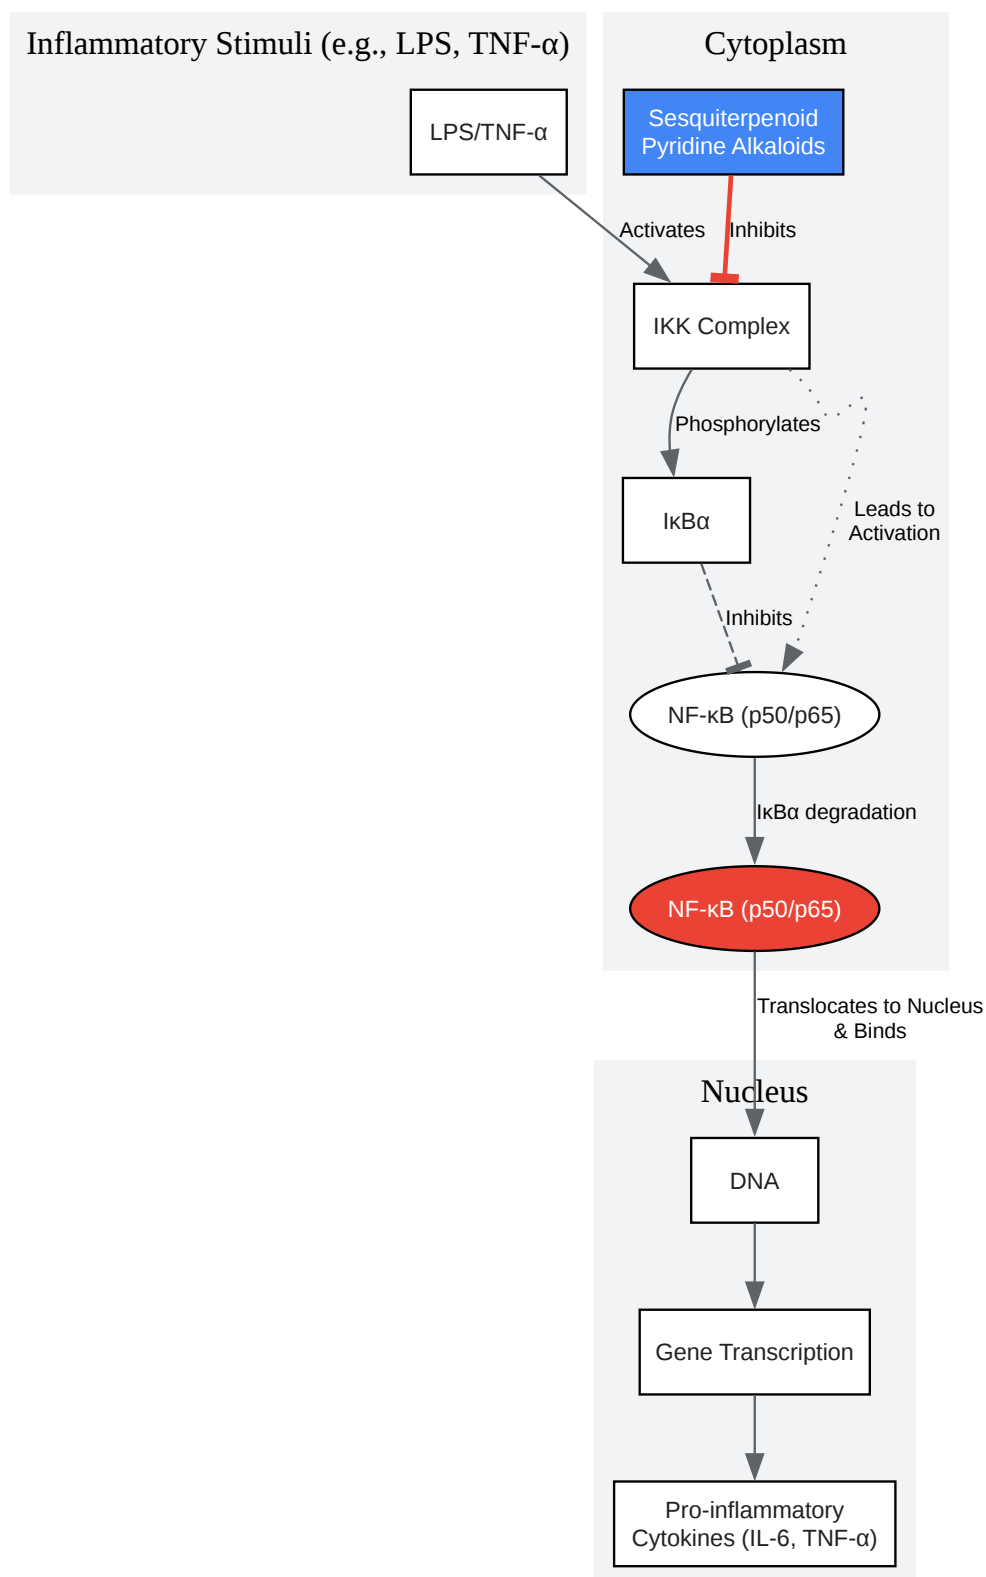 Inflammatory Stimuli (e.g., LPS, TNF-α)
Cytoplasm
LPS/TNF-α
Sesquiterpenoid
Pyridine Alkaloids
Activates
Inhibits
IKK Complex
Phosphorylates
IκBα
Leads to
Activation
Inhibits
NF-κB (p50/p65)
IκBα degradation
NF-κB (p50/p65)
Translocates to Nucleus
& Binds
Nucleus
DNA
Gene Transcription
Pro-inflammatory
Cytokines (IL-6, TNF-α)